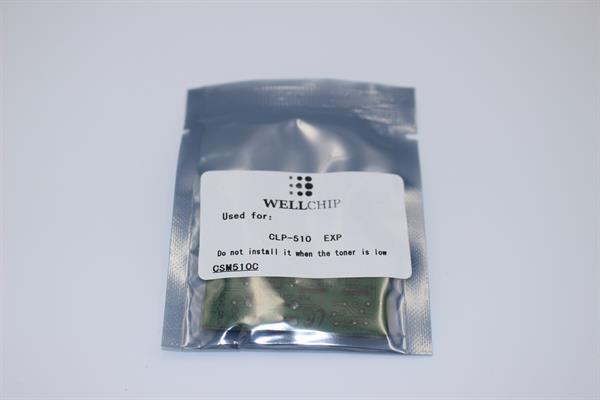 WELLCHIP
Used for:
CLP-510 EXP
Do not install it when the toner is low
CSM510C